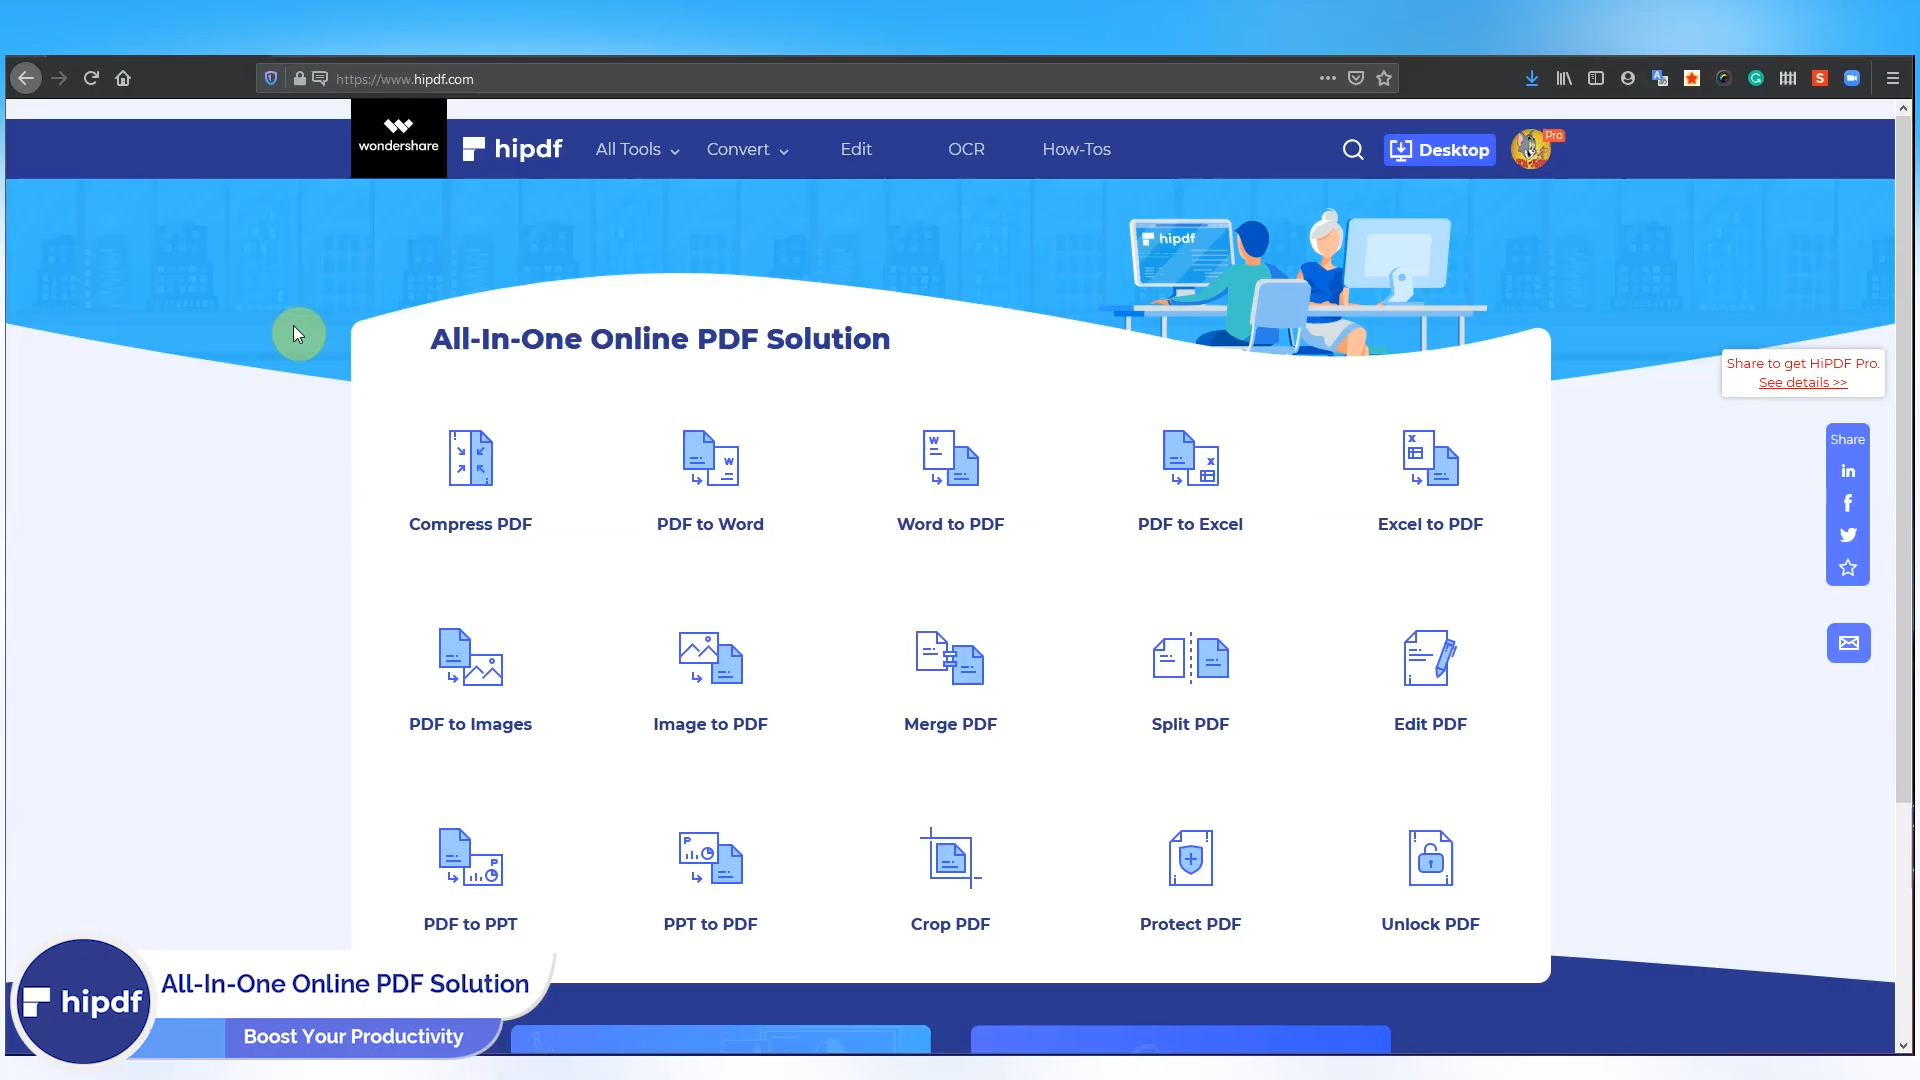 https://www.hipdf.com
wondershare
hipdf
All Tools
Convert
Edit
OCR
How-Tos
Desktop
Pro
hipdf
All-In-One Online PDF Solution
Share to get HiPDF Pro.
See details >>
Share
Compress PDF
PDF to Word
Word to PDF
PDF to Excel
Excel to PDF
PDF to Images
Image to PDF
Merge PDF
Split PDF
Edit PDF
PDF to PPT
PPT to PDF
Crop PDF
Protect PDF
Unlock PDF
hipdf
All-In-One Online PDF Solution
Boost Your Productivity